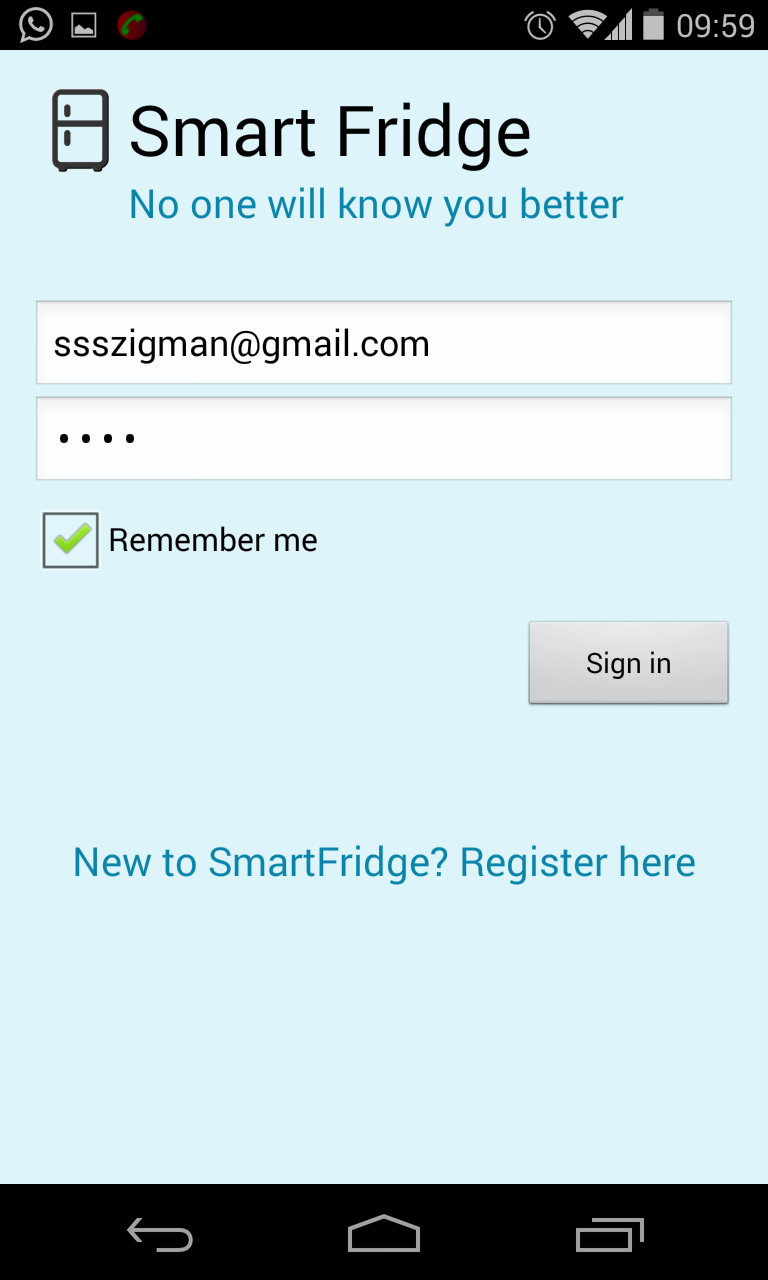 09:59
Smart Fridge
No one will know you better
ssszigman@gmail.com
••••
Remember me
Sign in
New to SmartFridge? Register here